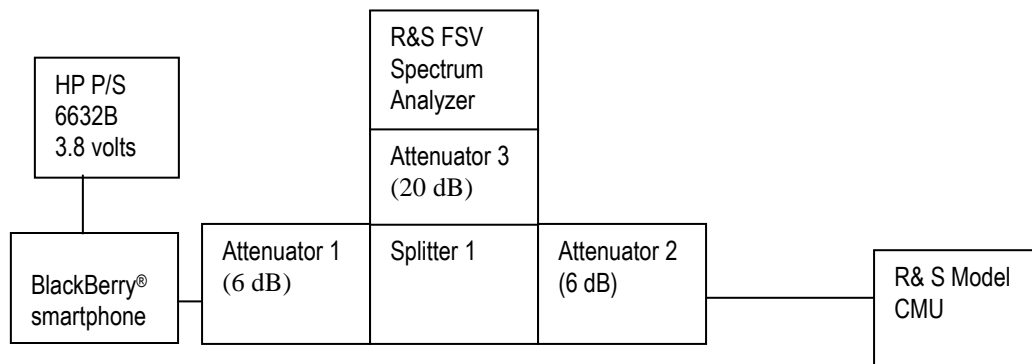 R&S FSV
Spectrum
Analyzer
HP P/S
6632B
3.8 volts
Attenuator 3
(20 dB)
Attenuator 1
(6 dB)
Splitter 1
Attenuator 2
(6 dB)
BlackBerry®
smartphone
R& S Model
CMU